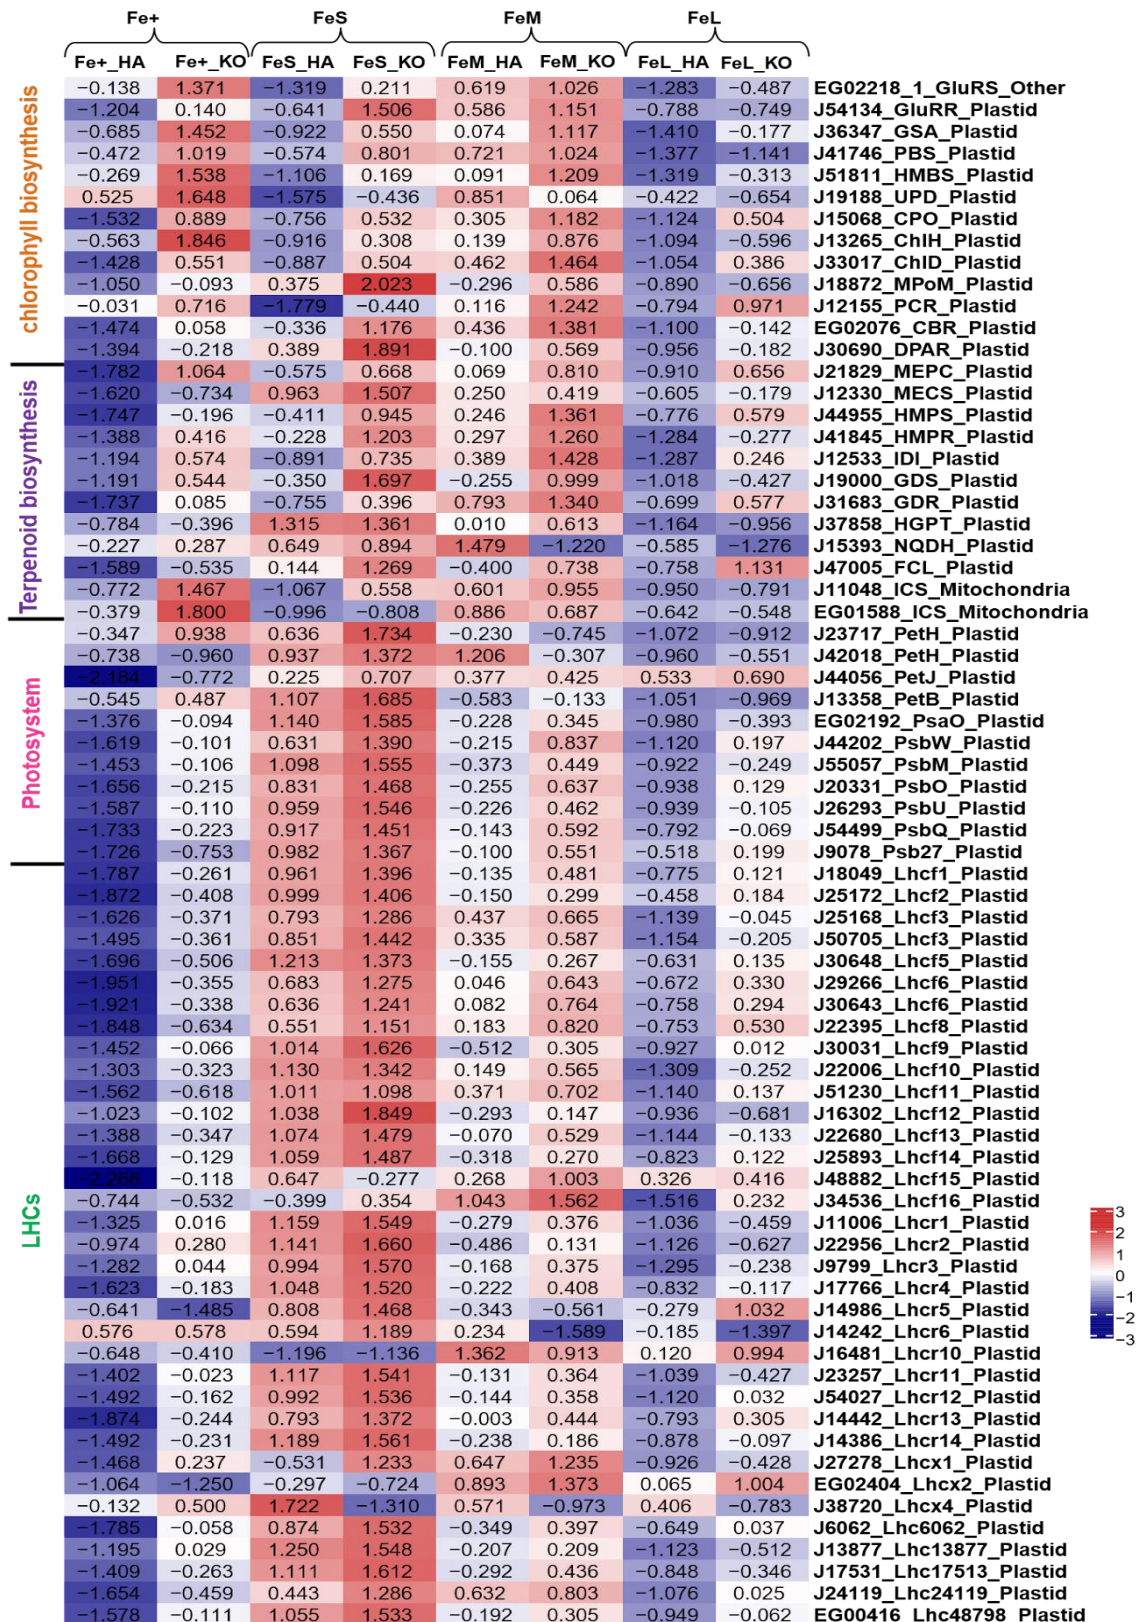 Fe+ FeS FeM FeL
Fe+_HA Fe+_KO FeS_HA FeS_KO FeM_HA FeM_KO FeL_HA FeL_KO
chlorophyll biosynthesis
−0.138 1.371 −1.319 0.211 0.619 1.026 −1.283 −0.487 EG02218_1_GluRS_Other
−1.204 0.140 −0.641 1.506 0.586 1.151 −0.788 −0.749 J54134_GluRR_Plastid
−0.685 1.452 −0.922 0.550 0.074 1.117 −1.410 −0.177 J36347_GSA_Plastid
−0.472 1.019 −0.574 0.801 0.721 1.024 −1.377 −1.141 J41746_PBS_Plastid
−0.269 1.538 −1.106 0.169 0.091 1.209 −1.319 −0.313 J51811_HMBS_Plastid
0.525 1.648 −1.575 −0.436 0.851 0.064 −0.422 −0.654 J19188_UPD_Plastid
−1.532 0.889 −0.756 0.532 0.305 1.182 −1.124 0.504 J15068_CPO_Plastid
−0.563 1.846 −0.916 0.308 0.139 0.876 −1.094 −0.596 J13265_ChlH_Plastid
−1.428 0.551 −0.887 0.504 0.462 1.464 −1.054 0.386 J33017_ChlD_Plastid
−1.050 −0.093 0.375 2.023 −0.296 0.586 −0.890 −0.656 J18872_MPoM_Plastid
−0.031 0.716 −1.779 −0.440 0.116 1.242 −0.794 0.971 J12155_PCR_Plastid
−1.474 0.058 −0.336 1.176 0.436 1.381 −1.100 −0.142 EG02076_CBR_Plastid
−1.394 −0.218 0.389 1.891 −0.100 0.569 −0.956 −0.182 J30690_DPAR_Plastid
Terpenoid biosynthesis
−1.782 1.064 −0.575 0.668 0.069 0.810 −0.910 0.656 J21829_MEPC_Plastid
−1.620 −0.734 0.963 1.507 0.250 0.419 −0.605 −0.179 J12330_MECS_Plastid
−1.747 −0.196 −0.411 0.945 0.246 1.361 −0.776 0.579 J44955_HMPS_Plastid
−1.388 0.416 −0.228 1.203 0.297 1.260 −1.284 −0.277 J41845_HMPR_Plastid
−1.194 0.574 −0.891 0.735 0.389 1.428 −1.287 0.246 J12533_IDI_Plastid
−1.191 0.544 −0.350 1.697 −0.255 0.999 −1.018 −0.427 J19000_GDS_Plastid
−1.737 0.085 −0.755 0.396 0.793 1.340 −0.699 0.577 J31683_GDR_Plastid
−0.784 −0.396 1.315 1.361 0.010 0.613 −1.164 −0.956 J37858_HGPT_Plastid
−0.227 0.287 0.649 0.894 1.479 −1.220 −0.585 −1.276 J15393_NQDH_Plastid
−1.589 −0.535 0.144 1.269 −0.400 0.738 −0.758 1.131 J47005_FCL_Plastid
−0.772 1.467 −1.067 0.558 0.601 0.955 −0.950 −0.791 J11048_ICS_Mitochondria
−0.379 1.800 −0.996 −0.808 0.886 0.687 −0.642 −0.548 EG01588_ICS_Mitochondria
Photosystem
−0.347 0.938 0.636 1.734 −0.230 −0.745 −1.072 −0.912 J23717_PetH_Plastid
−0.738 −0.960 0.937 1.372 1.206 −0.307 −0.960 −0.551 J42018_PetH_Plastid
−2.184 −0.772 0.225 0.707 0.377 0.425 0.533 0.690 J44056_PetJ_Plastid
−0.545 0.487 1.107 1.685 −0.583 −0.133 −1.051 −0.969 J13358_PetB_Plastid
−1.376 −0.094 1.140 1.585 −0.228 0.345 −0.980 −0.393 EG02192_PsaO_Plastid
−1.619 −0.101 0.631 1.390 −0.215 0.837 −1.120 0.197 J44202_PsbW_Plastid
−1.453 −0.106 1.098 1.555 −0.373 0.449 −0.922 −0.249 J55057_PsbM_Plastid
−1.656 −0.215 0.831 1.468 −0.255 0.637 −0.938 0.129 J20331_PsbO_Plastid
−1.587 −0.110 0.959 1.546 −0.226 0.462 −0.939 −0.105 J26293_PsbU_Plastid
−1.733 −0.223 0.917 1.451 −0.143 0.592 −0.792 −0.069 J54499_PsbQ_Plastid
−1.726 −0.753 0.982 1.367 −0.100 0.551 −0.518 0.199 J9078_Psb27_Plastid
LHCs
−1.787 −0.261 0.961 1.396 −0.135 0.481 −0.775 0.121 J18049_Lhcf1_Plastid
−1.872 −0.408 0.999 1.406 −0.150 0.299 −0.458 0.184 J25172_Lhcf2_Plastid
−1.626 −0.371 0.793 1.286 0.437 0.665 −1.139 −0.045 J25168_Lhcf3_Plastid
−1.495 −0.361 0.851 1.442 0.335 0.587 −1.154 −0.205 J50705_Lhcf3_Plastid
−1.696 −0.506 1.213 1.373 −0.155 0.267 −0.631 0.135 J30648_Lhcf5_Plastid
−1.951 −0.355 0.683 1.275 0.046 0.643 −0.672 0.330 J29266_Lhcf6_Plastid
−1.921 −0.338 0.636 1.241 0.082 0.764 −0.758 0.294 J30643_Lhcf6_Plastid
−1.848 −0.634 0.551 1.151 0.183 0.820 −0.753 0.530 J22395_Lhcf8_Plastid
−1.452 −0.066 1.014 1.626 −0.512 0.305 −0.927 0.012 J30031_Lhcf9_Plastid
−1.303 −0.323 1.130 1.342 0.149 0.565 −1.309 −0.252 J22006_Lhcf10_Plastid
−1.562 −0.618 1.011 1.098 0.371 0.702 −1.140 0.137 J51230_Lhcf11_Plastid
−1.023 −0.102 1.038 1.849 −0.293 0.147 −0.936 −0.681 J16302_Lhcf12_Plastid
−1.388 −0.347 1.074 1.479 −0.070 0.529 −1.144 −0.133 J22680_Lhcf13_Plastid
−1.668 −0.129 1.059 1.487 −0.318 0.270 −0.823 0.122 J25893_Lhcf14_Plastid
−0.118 0.647 −0.277 0.268 1.003 0.326 0.416 J48882_Lhcf15_Plastid
−0.744 −0.532 −0.399 0.354 1.043 1.562 −1.516 0.232 J34536_Lhcf16_Plastid
−1.325 0.016 1.159 1.549 −0.279 0.376 −1.036 −0.459 J11006_Lhcr1_Plastid
−0.974 0.280 1.141 1.660 −0.486 0.131 −1.126 −0.627 J22956_Lhcr2_Plastid
−1.282 0.044 0.994 1.570 −0.168 0.375 −1.295 −0.238 J9799_Lhcr3_Plastid
−1.623 −0.183 1.048 1.520 −0.222 0.408 −0.832 −0.117 J17766_Lhcr4_Plastid
−0.641 −1.485 0.808 1.468 −0.343 −0.561 −0.279 1.032 J14986_Lhcr5_Plastid
0.576 0.578 0.594 1.189 0.234 −1.589 −0.185 −1.397 J14242_Lhcr6_Plastid
−0.648 −0.410 −1.196 −1.136 1.362 0.913 0.120 0.994 J16481_Lhcr10_Plastid
−1.402 −0.023 1.117 1.541 −0.131 0.364 −1.039 −0.427 J23257_Lhcr11_Plastid
−1.492 −0.162 0.992 1.536 −0.144 0.358 −1.120 0.032 J54027_Lhcr12_Plastid
−1.874 −0.244 0.793 1.372 −0.003 0.444 −0.793 0.305 J14442_Lhcr13_Plastid
−1.492 −0.231 1.189 1.561 −0.238 0.186 −0.878 −0.097 J14386_Lhcr14_Plastid
−1.468 0.237 −0.531 1.233 0.647 1.235 −0.926 −0.428 J27278_Lhcx1_Plastid
−1.064 −1.250 −0.297 −0.724 0.893 1.373 0.065 1.004 EG02404_Lhcx2_Plastid
−0.132 0.500 1.722 −1.310 0.571 −0.973 0.406 −0.783 J38720_Lhcx4_Plastid
−1.785 −0.058 0.874 1.532 −0.349 0.397 −0.649 0.037 J6062_Lhc6062_Plastid
−1.195 0.029 1.250 1.548 −0.207 0.209 −1.123 −0.512 J13877_Lhc13877_Plastid
−1.409 −0.263 1.111 1.612 −0.292 0.436 −0.848 −0.346 J17531_Lhc17513_Plastid
−1.654 −0.459 0.443 1.286 0.632 0.803 −1.076 0.025 J24119_Lhc24119_Plastid
−1.578 −0.111 1.055 1.533 −0.192 0.305 −0.949 −0.062 EG00416_Lhc48798_Plastid
3
2
1
0
−1
−2
−3